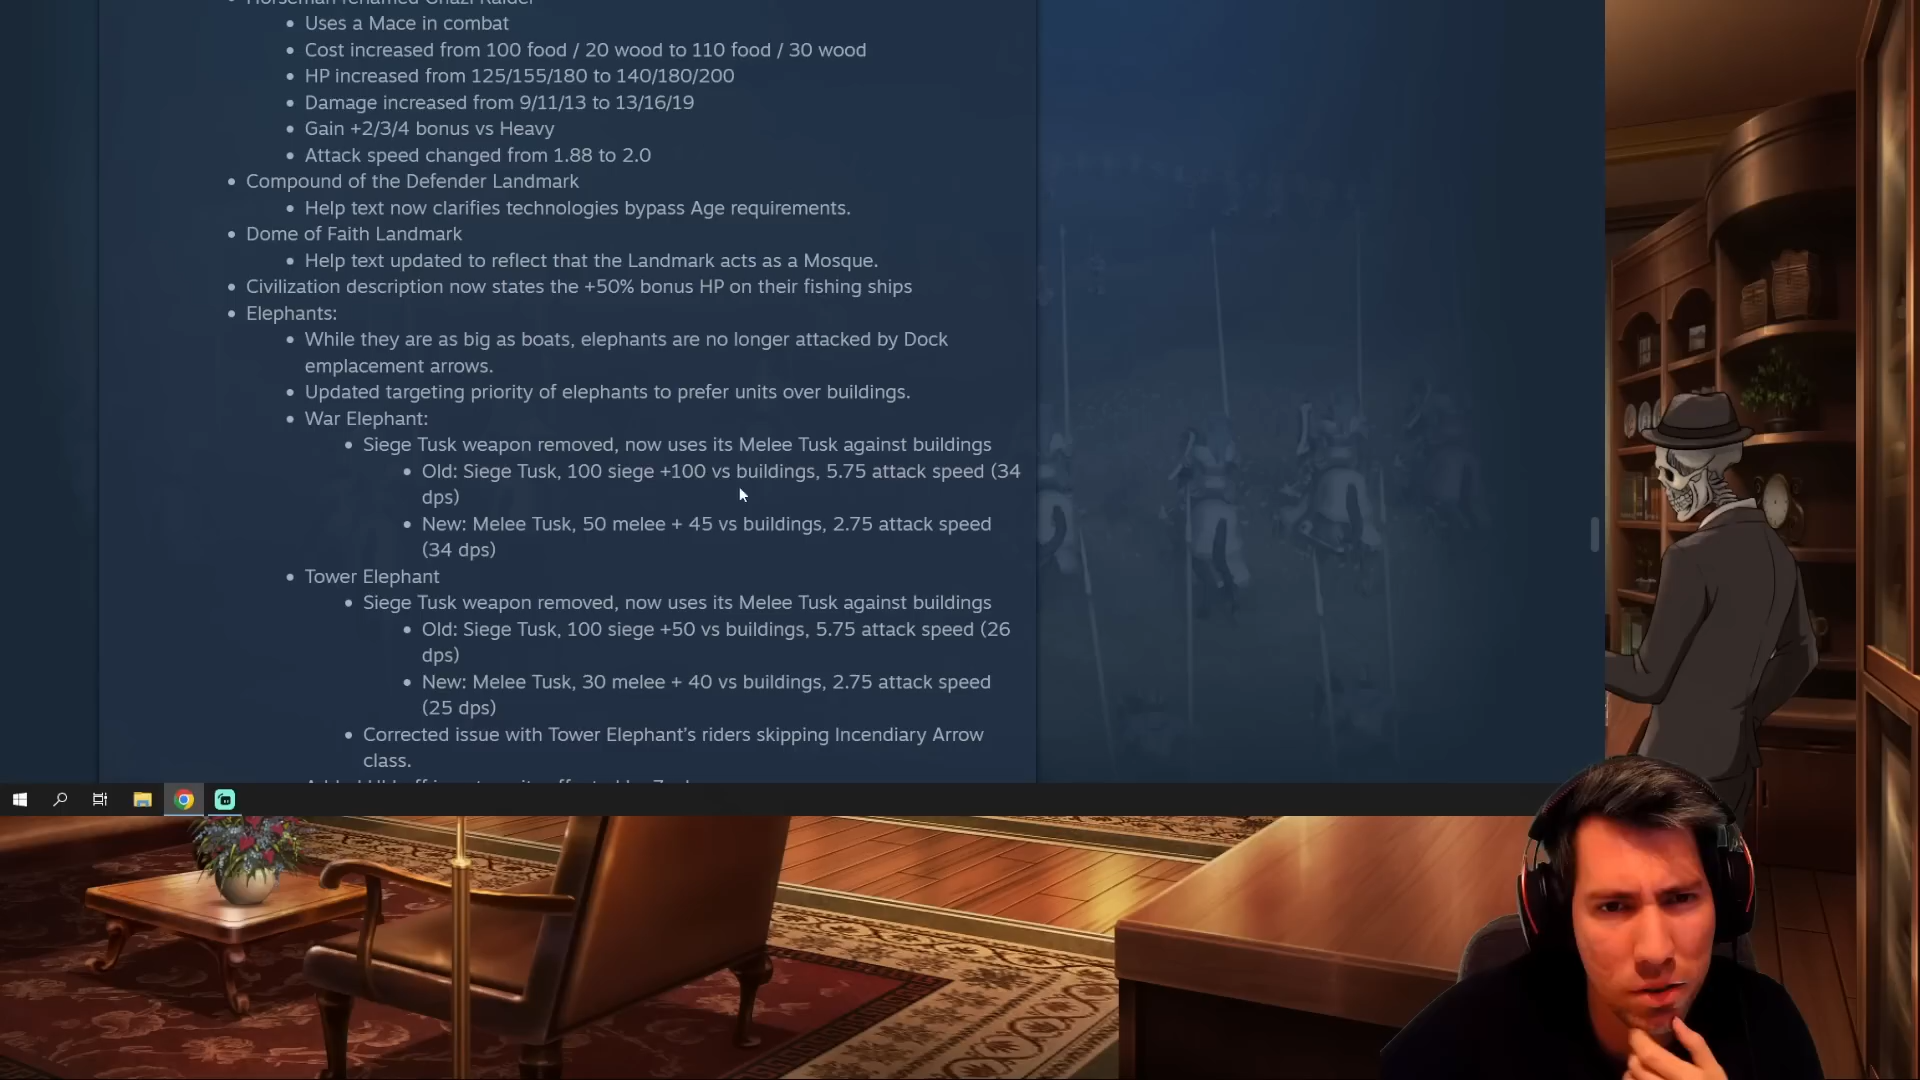 Horseman renamed Ghazi Raider
Uses a Mace in combat
Cost increased from 100 food / 20 wood to 110 food / 30 wood
HP increased from 125/155/180 to 140/180/200
Damage increased from 9/11/13 to 13/16/19
Gain +2/3/4 bonus vs Heavy
Attack speed changed from 1.88 to 2.0
Compound of the Defender Landmark
Help text now clarifies technologies bypass Age requirements.
Dome of Faith Landmark
Help text updated to reflect that the Landmark acts as a Mosque.
Civilization description now states the +50% bonus HP on their fishing ships
Elephants:
While they are as big as boats, elephants are no longer attacked by Dock
emplacement arrows.
Updated targeting priority of elephants to prefer units over buildings.
War Elephant:
Siege Tusk weapon removed, now uses its Melee Tusk against buildings
Old: Siege Tusk, 100 siege +100 vs buildings, 5.75 attack speed (34
dps)
New: Melee Tusk, 50 melee + 45 vs buildings, 2.75 attack speed
(34 dps)
Tower Elephant
Siege Tusk weapon removed, now uses its Melee Tusk against buildings
Old: Siege Tusk, 100 siege +50 vs buildings, 5.75 attack speed (26
dps)
New: Melee Tusk, 30 melee + 40 vs buildings, 2.75 attack speed
(25 dps)
Corrected issue with Tower Elephant's riders skipping Incendiary Arrow
class.